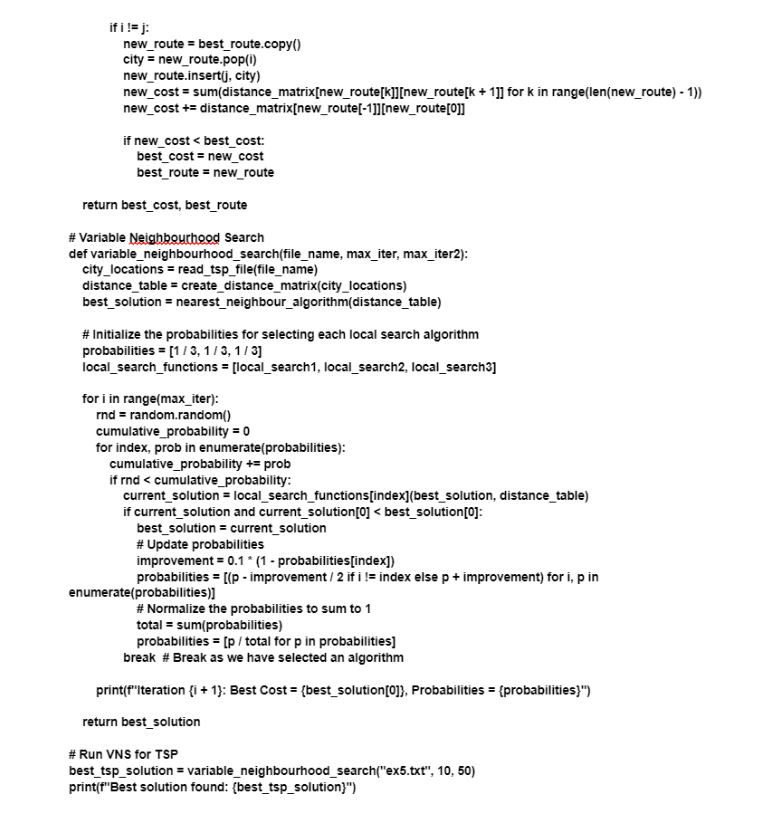 if i != j:
new_route = best_route.copy()
city = new_route.pop(i)
new_route.insert(j, city)
new_cost = sum(distance_matrix[new_route[k]][new_route[k + 1]] for k in range(len(new_route) - 1))
new_cost += distance_matrix[new_route[-1]][new_route[0]]
if new_cost < best_cost:
best_cost = new_cost
best_route = new_route
return best_cost, best_route
# Variable Neighbourhood Search
def variable_neighbourhood_search(file_name, max_iter, max_iter2):
city_locations = read_tsp_file(file_name)
distance_table = create_distance_matrix(city_locations)
best_solution = nearest_neighbour_algorithm(distance_table)
# Initialize the probabilities for selecting each local search algorithm
probabilities = [1 / 3, 1 / 3, 1 / 3]
local_search_functions = [local_search1, local_search2, local_search3]
for i in range(max_iter):
rnd = random.random()
cumulative_probability = 0
for index, prob in enumerate(probabilities):
cumulative_probability += prob
if rnd < cumulative_probability:
current_solution = local_search_functions[index](best_solution, distance_table)
if current_solution and current_solution[0] < best_solution[0]:
best_solution = current_solution
# Update probabilities
improvement = 0.1 * (1 - probabilities[index])
probabilities = [(p - improvement / 2 if i != index else p + improvement) for i, p in
enumerate(probabilities)]
# Normalize the probabilities to sum to 1
total = sum(probabilities)
probabilities = [p / total for p in probabilities]
break  # Break as we have selected an algorithm
print(f"Iteration {i + 1}: Best Cost = {best_solution[0]}, Probabilities = {probabilities}")
return best_solution
# Run VNS for TSP
best_tsp_solution = variable_neighbourhood_search("ex5.txt", 10, 50)
print(f"Best solution found: {best_tsp_solution}")